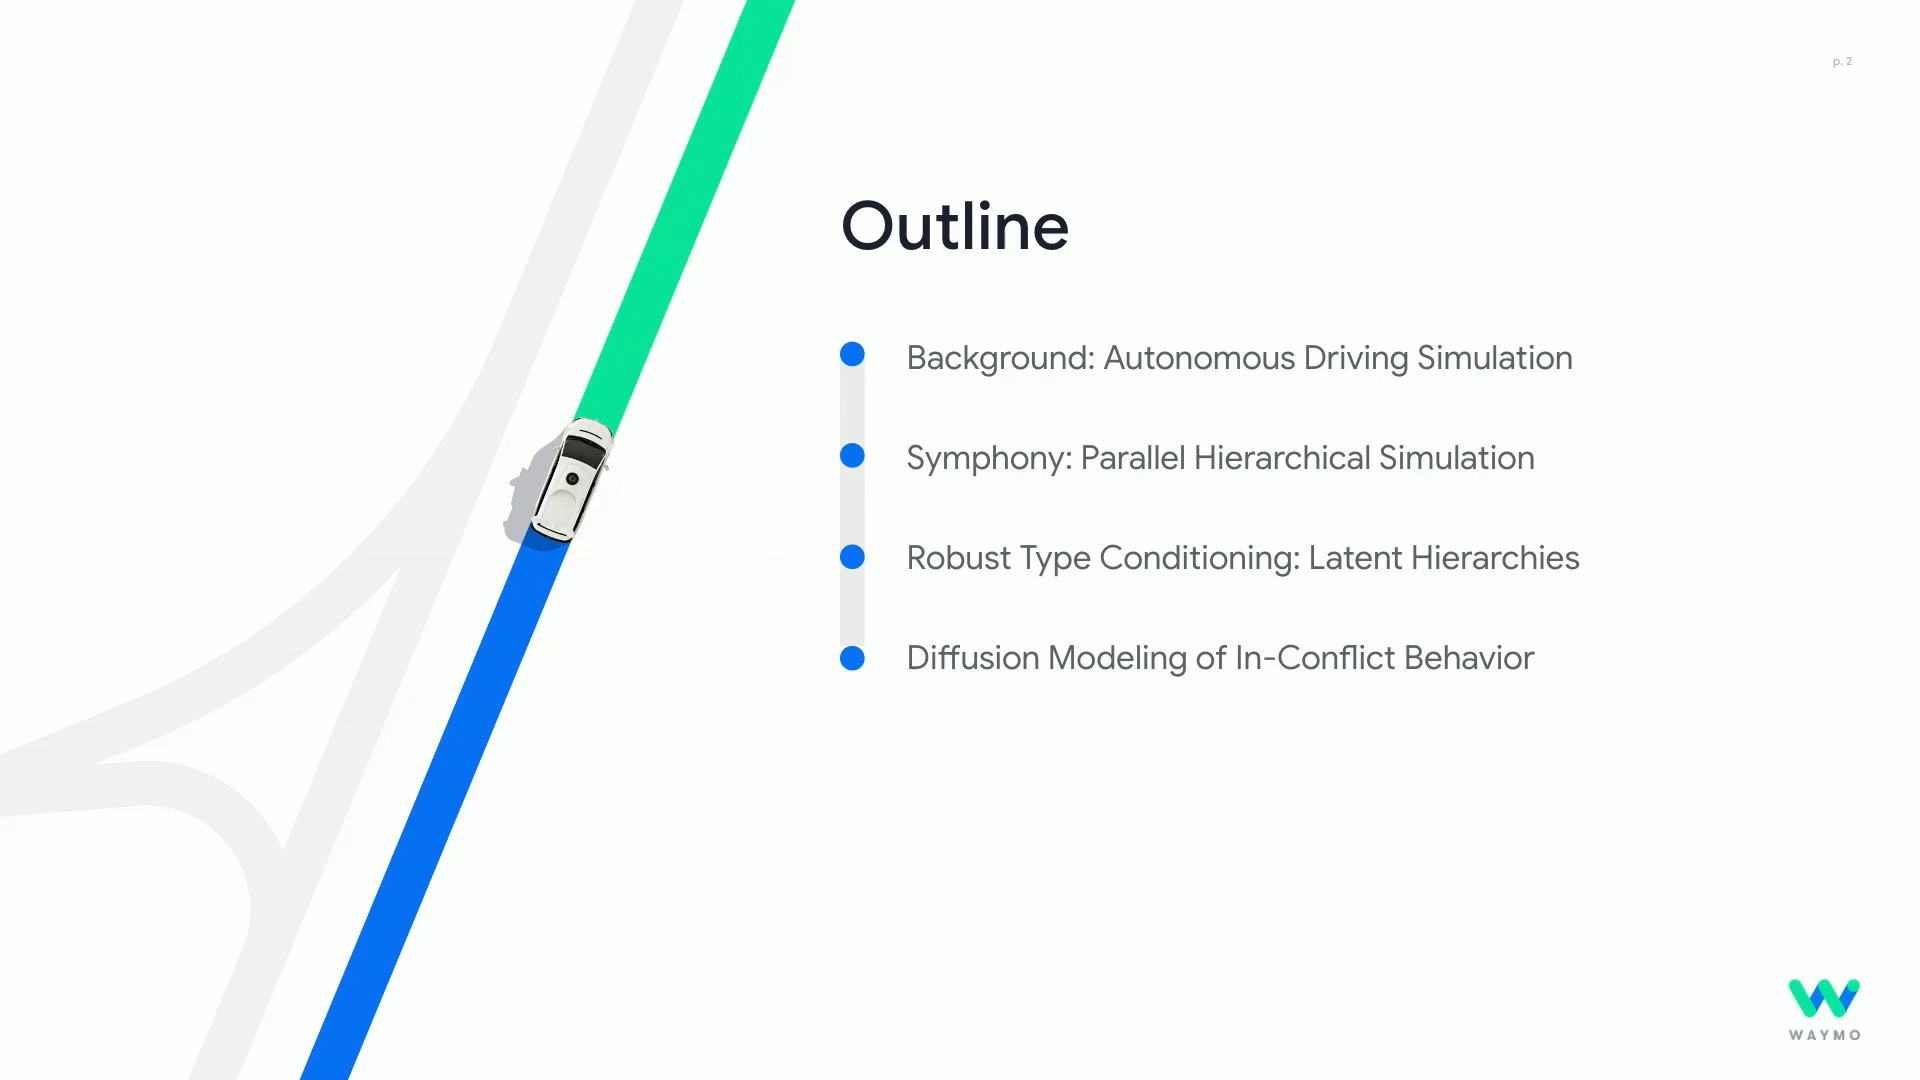 p. 2
Outline
Background: Autonomous Driving Simulation
Symphony: Parallel Hierarchical Simulation
Robust Type Conditioning: Latent Hierarchies
Diffusion Modeling of In-Conflict Behavior
WAYMO